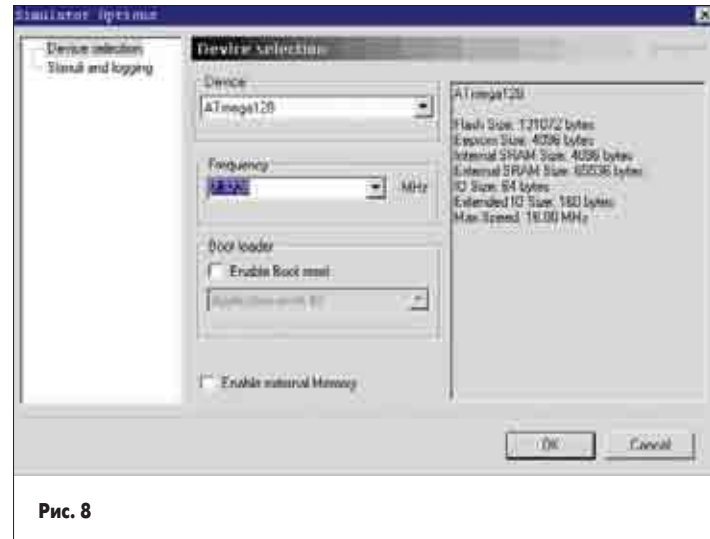 Simulator Options
Device selection
Stimuli and logging
Device selection
Device
ATmega128
Frequency
MHz
Boot loader
Enable Boot reset
Enable external Memory
ATmega128
Flash Size: 131072 bytes
Eeprom Size: 4096 bytes
Internal SRAM Size: 4096 bytes
External SRAM Size: 65536 bytes
IO Size: 64 bytes
Extended IO Size: 160 bytes
Max Speed: 16.00 MHz
OK
Cancel
Рис. 8